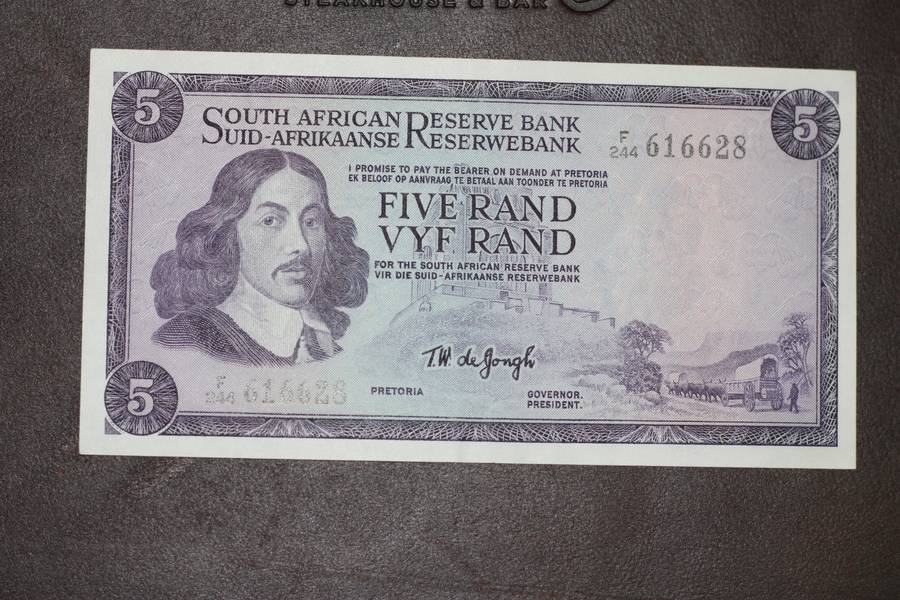 STEAKHOUSE & BAR
5
5
SOUTH AFRICAN RESERVE BANK
SUID-AFRIKAANSE RESERWEBANK
F
244 616628
I PROMISE TO PAY THE BEARER ON DEMAND AT PRETORIA
EK BELOOF OP AANVRAAG TE BETAAL AAN TOONDER TE PRETORIA
FIVE RAND
VYF RAND
FOR THE SOUTH AFRICAN RESERVE BANK
VIR DIE SUID-AFRIKAANSE RESERWEBANK
T.W. de Jongh
5
F
244 616628
PRETORIA
GOVERNOR.
PRESIDENT.